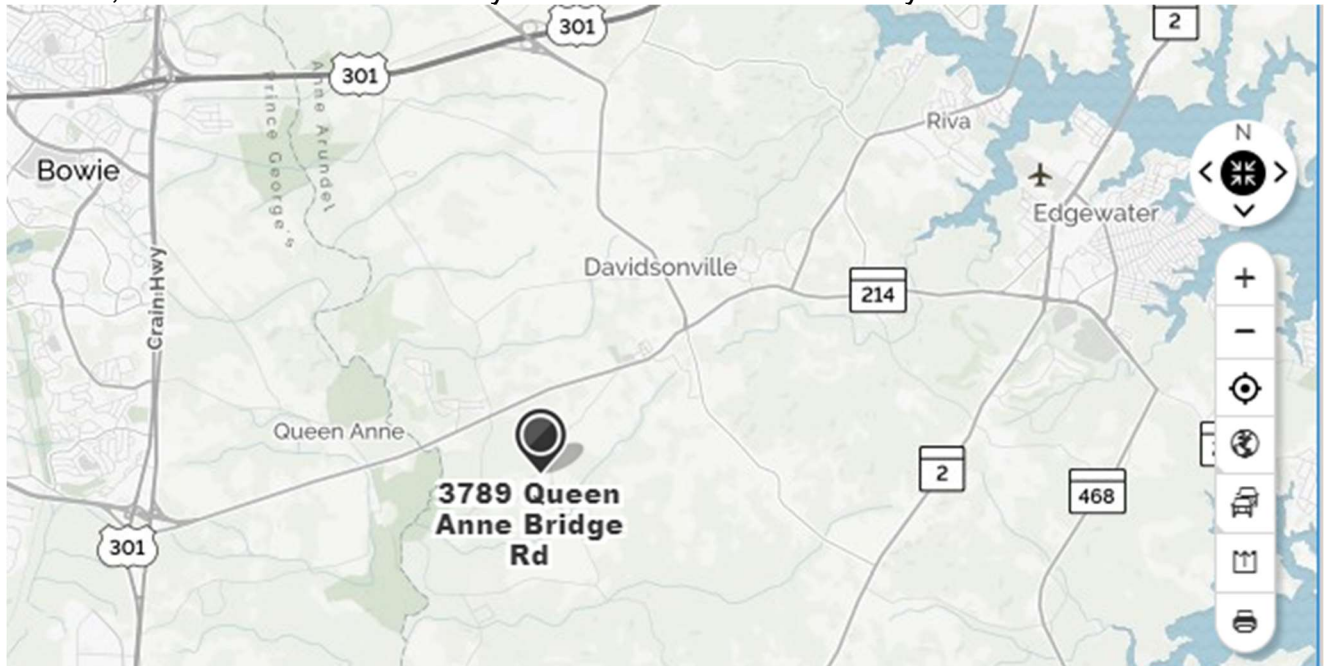 301
2
301
Anne Arundel
Prince George's
Riva
N
Bowie
Edgewater
Crain Hwy
Davidsonville
214
Queen Anne
2
3789 Queen
Anne Bridge
Rd
468
301